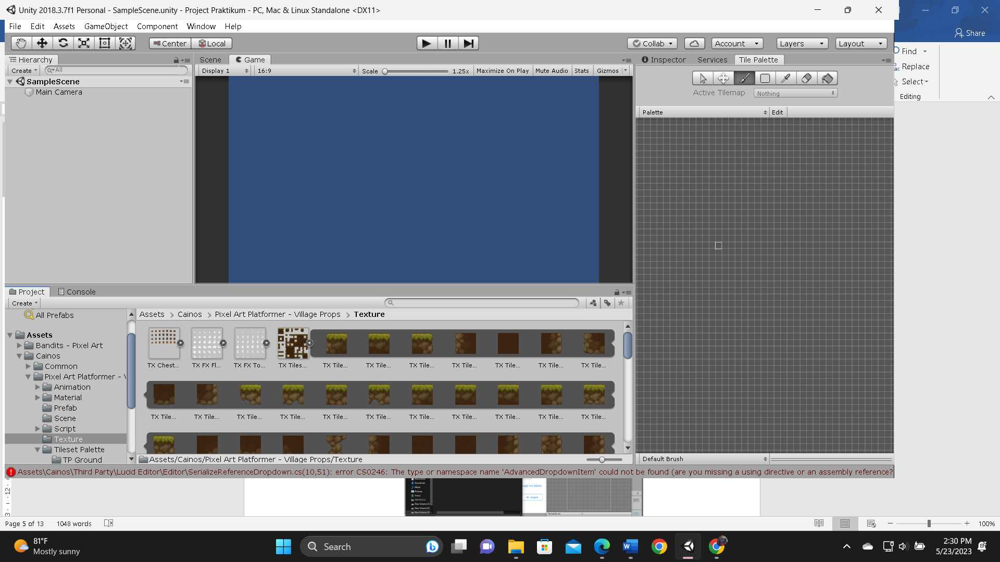 Unity 2018.3.7f1 Personal - SampleScene.unity - Project Praktikum - PC, Mac & Linux Standalone <DX11>
File Edit Assets GameObject Component Window Help
Share
Center Local
Collab Account Layers Layout
Find
Replace
Select
Editing
Hierarchy
Create All
SampleScene
Main Camera
Scene Game
Display 1 16:9 Scale 1.25x Maximize On Play Mute Audio Stats Gizmos
Inspector Services Tile Palette
Active Tilemap Nothing
Palette Edit
Default Brush
Project Console
Create
All Prefabs
Assets
Bandits - Pixel Art
Cainos
Common
Pixel Art Platformer - \
Animation
Material
Prefab
Scene
Script
Texture
Tileset Palette
TP Ground
Assets Cainos Pixel Art Platformer - Village Props Texture
TX Chest... TX FX Fl... TX FX To... TX Tiles... TX Tile... TX Tile... TX Tile... TX Tile... TX Tile... TX Tile... TX Tile...
TX Tile... TX Tile... TX Tile... TX Tile... TX Tile... TX Tile... TX Tile... TX Tile... TX Tile... TX Tile... TX Tile...
Assets/Cainos/Pixel Art Platformer - Village Props/Texture
Assets\Cainos\Third Party\Lucid Editor\Editor\SerializeReferenceDropdown.cs(10,51): error CS0246: The type or namespace name 'AdvancedDropdownItem' could not be found (are you missing a using directive or an assembly reference?
Downloads
Music
Pictures
Videos
my labels
Import
Page 5 of 13 1048 words 100%
81°F
Mostly sunny
Search
2:30 PM
5/23/2023